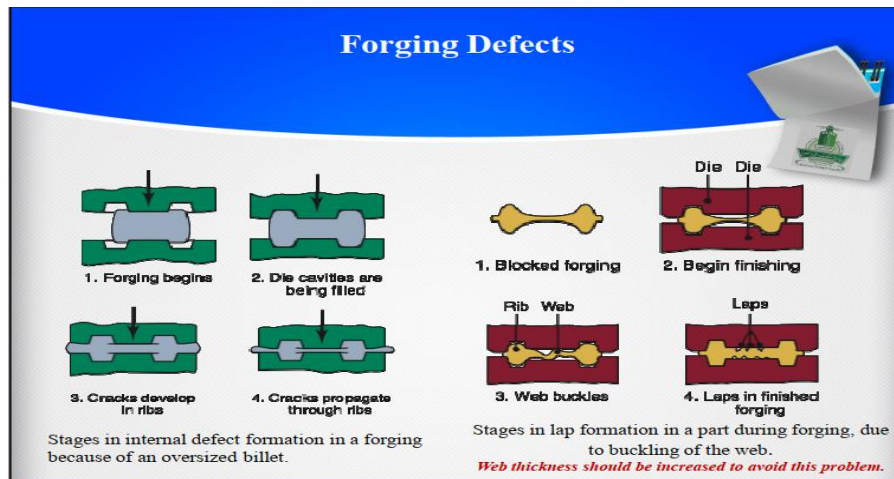 Forging Defects
1. Forging begins
2. Die cavities are
being filled
3. Cracks develop
in ribs
4. Cracks propagate
through ribs
Stages in internal defect formation in a forging
because of an oversized billet.
Die Die
1. Blocked forging
2. Begin finishing
Rib Web
Laps
3. Web buckles
4. Laps in finished
forging
Stages in lap formation in a part during forging, due
to buckling of the web.
Web thickness should be increased to avoid this problem.